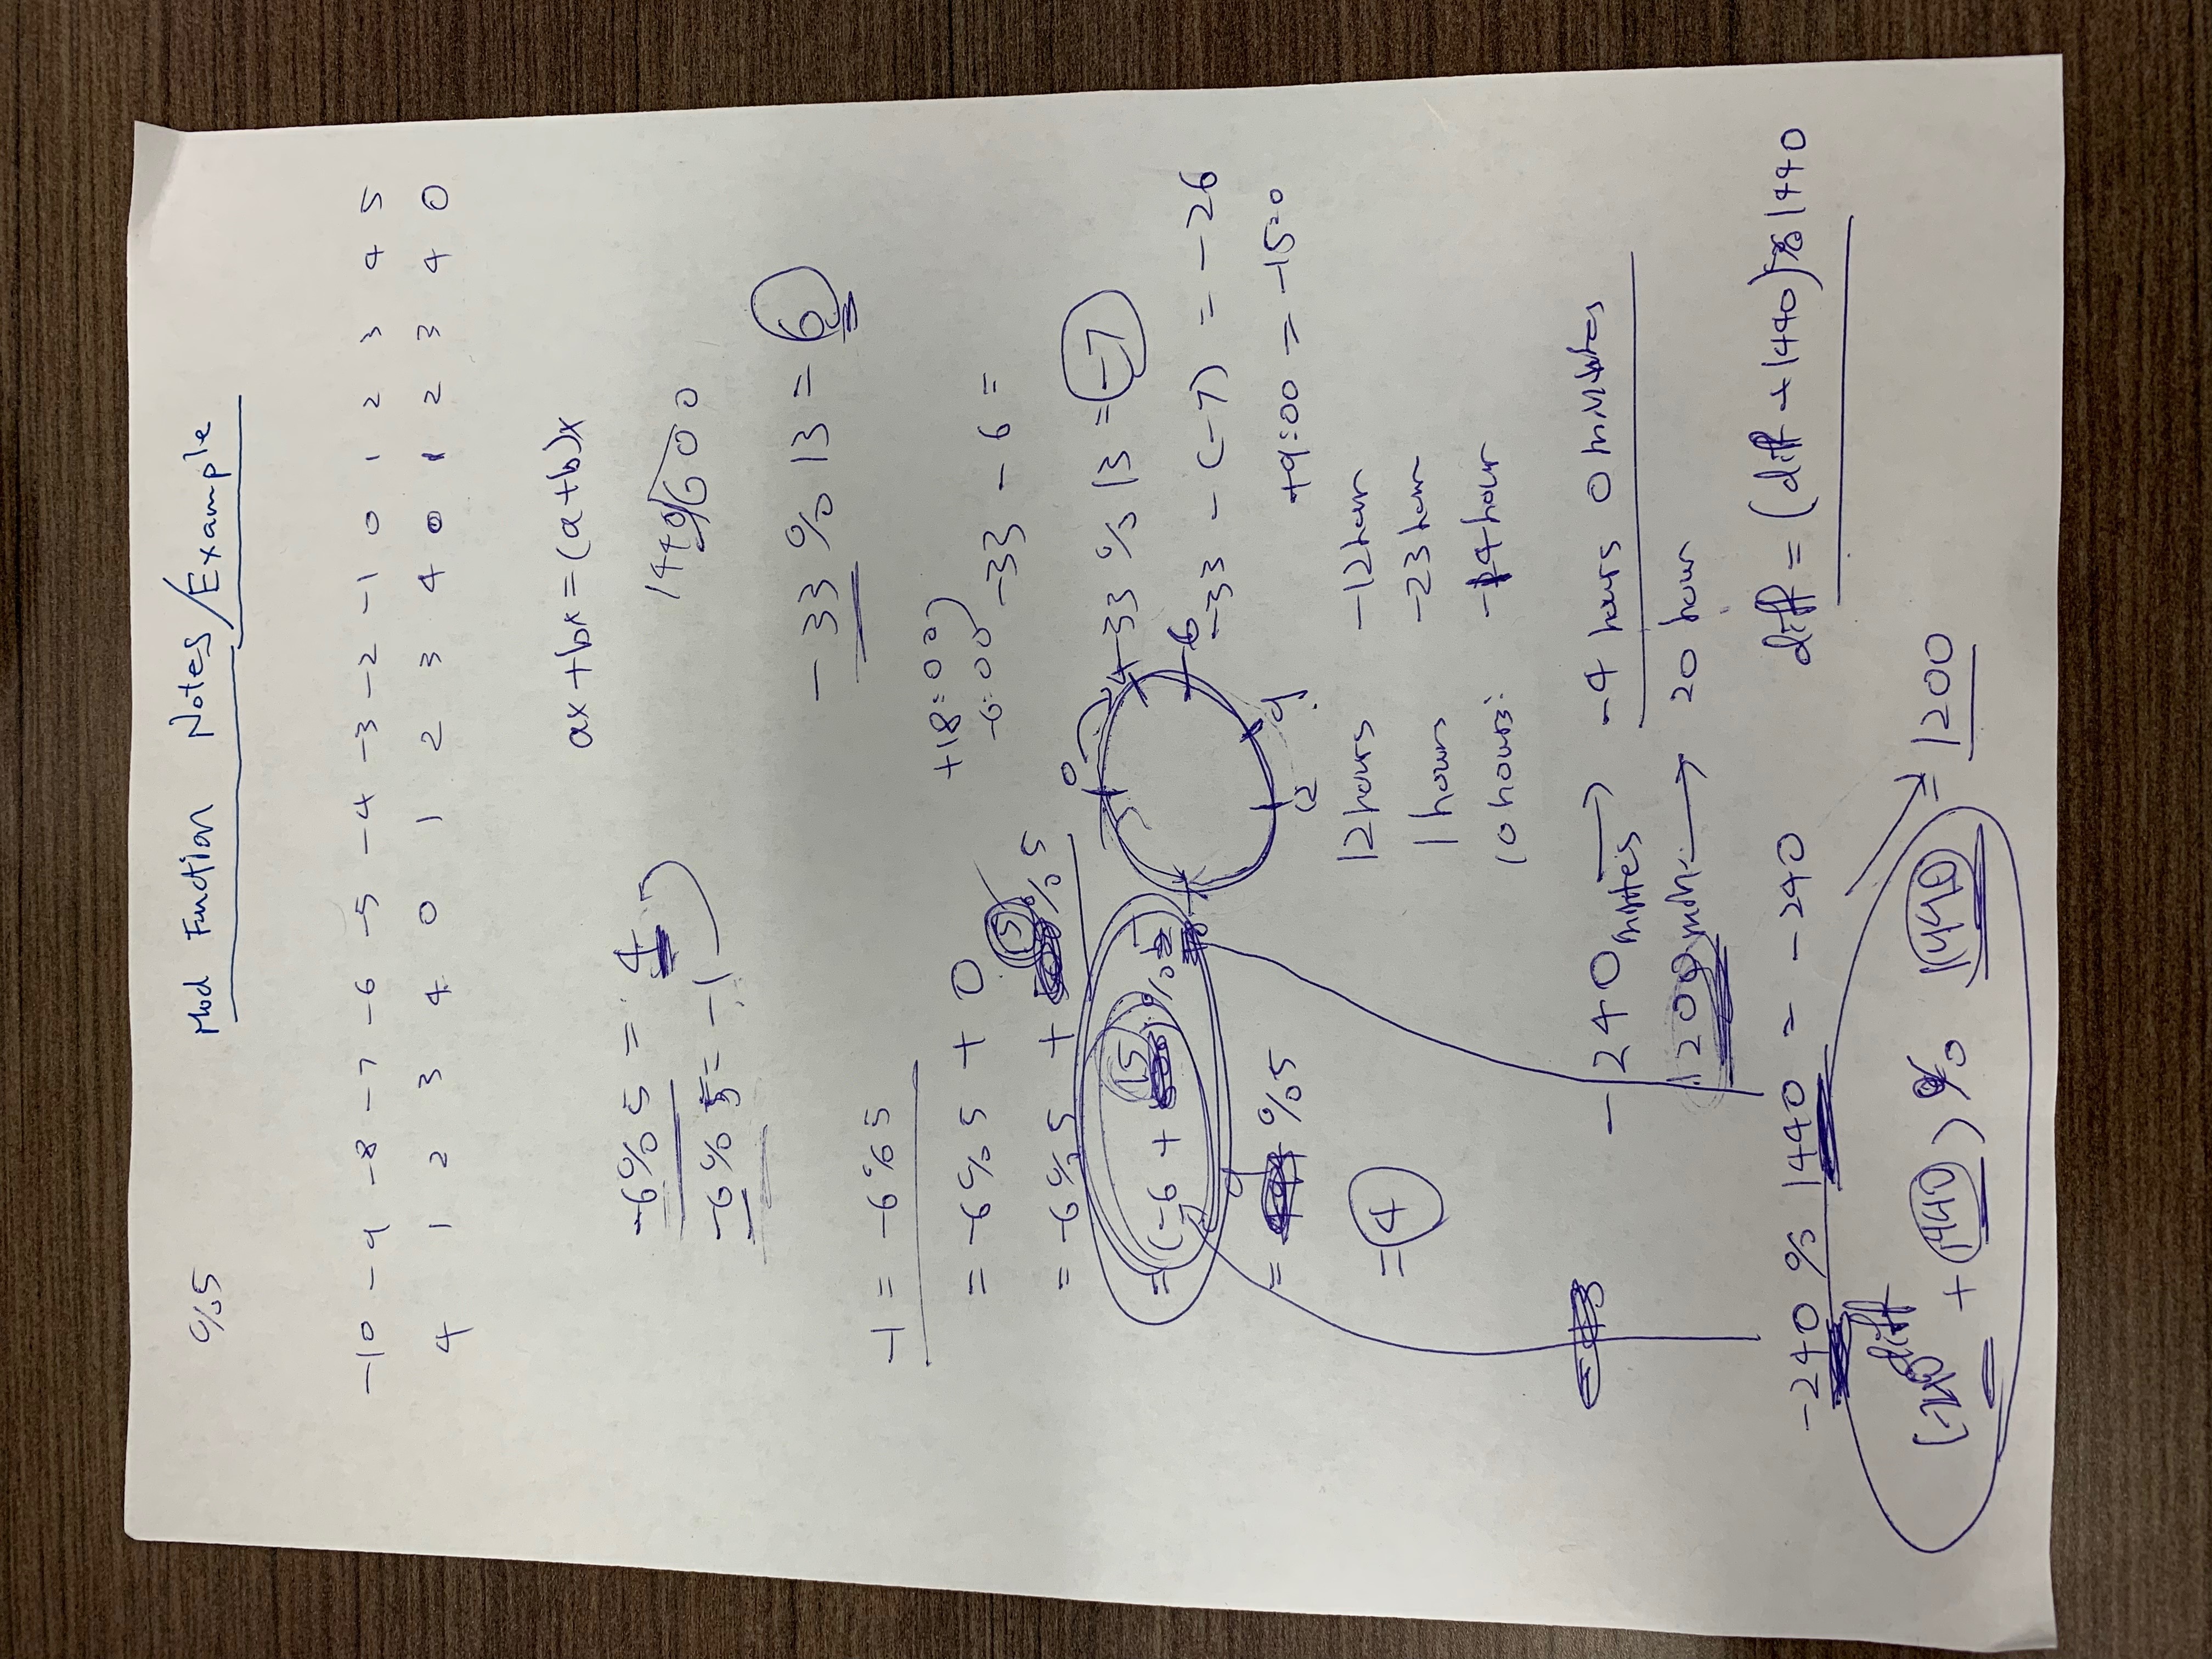 %5
Mod Function Notes/Example
-10 -9 -8 -7 -6 -5 -4 -3 -2 -1 0 1 2 3 4 5
4 1 2 3 4 0 1 2 3 4 0 1 2 3 4 0
ax+bx=(a+b)x
-6%5 = 4
-6%5 = -1
1440 600
-33 % 13 = 6
-1 = -6%5
= -6%5 + 0
+18:00
-6:00
-33 - 6 =
= -6%5 + 15%5
= (-6 + 15)%5
0
4
6
9
12
-33 % 13 = -7
-33 - (-7) = -26
= 9 %5
+9:00 = -15:0
= 4
12 hours -12 hour
1 hours -23 hour
10 hours: -14 hour
-240 minutes → -4 hours 0 minutes
1200 min → 20 hour
-240 % 1440 = -240
diff = (diff + 1440)%1440
diff
(-240 + 1440) % 1440 = 1200